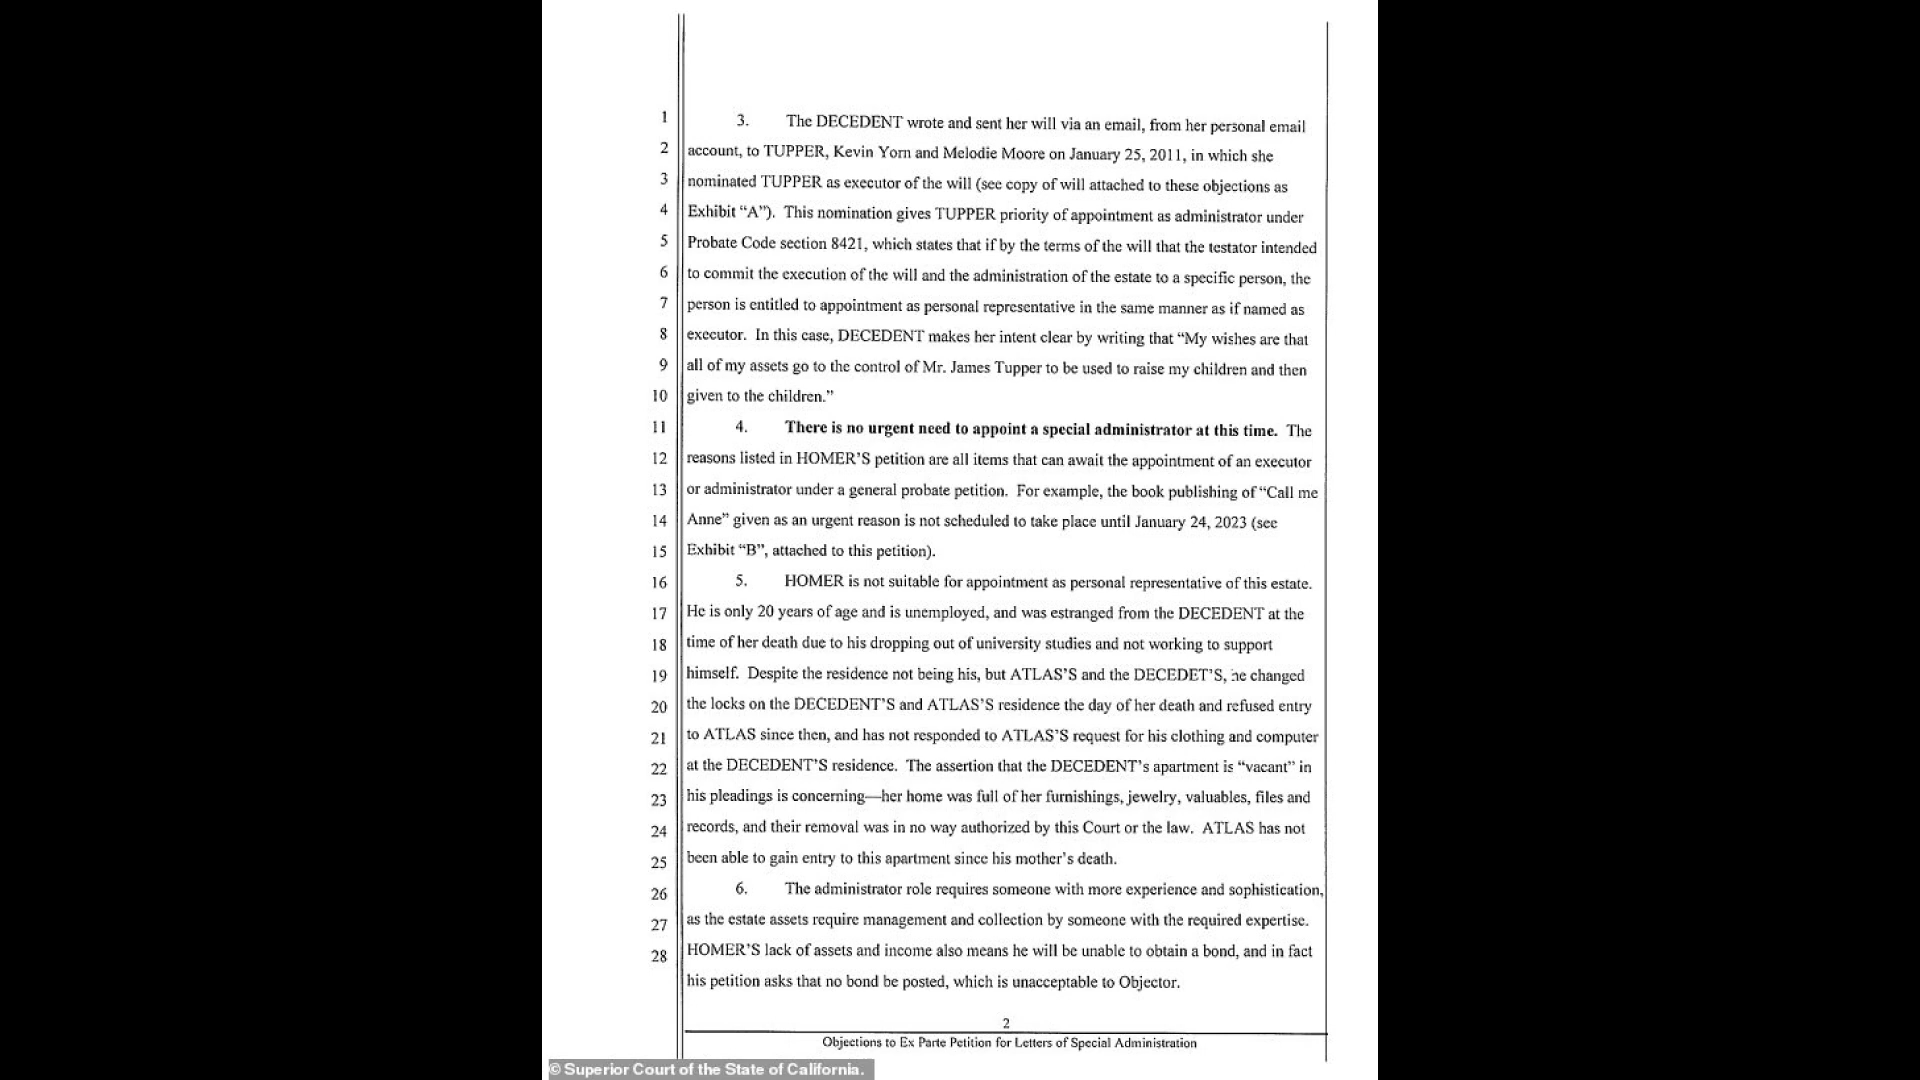 1 3. The DECEDENT wrote and sent her will via an email, from her personal email
2 account, to TUPPER, Kevin Yorn and Melodie Moore on January 25, 2011, in which she
3 nominated TUPPER as executor of the will (see copy of will attached to these objections as
4 Exhibit “A”). This nomination gives TUPPER priority of appointment as administrator under
5 Probate Code section 8421, which states that if by the terms of the will that the testator intended
6 to commit the execution of the will and the administration of the estate to a specific person, the
7 person is entitled to appointment as personal representative in the same manner as if named as
8 executor. In this case, DECEDENT makes her intent clear by writing that “My wishes are that
9 all of my assets go to the control of Mr. James Tupper to be used to raise my children and then
10 given to the children.”
11 4. There is no urgent need to appoint a special administrator at this time. The
12 reasons listed in HOMER’S petition are all items that can await the appointment of an executor
13 or administrator under a general probate petition. For example, the book publishing of “Call me
14 Anne” given as an urgent reason is not scheduled to take place until January 24, 2023 (see
15 Exhibit “B”, attached to this petition).
16 5. HOMER is not suitable for appointment as personal representative of this estate.
17 He is only 20 years of age and is unemployed, and was estranged from the DECEDENT at the
18 time of her death due to his dropping out of university studies and not working to support
19 himself. Despite the residence not being his, but ATLAS’S and the DECEDET’S, he changed
20 the locks on the DECEDENT’S and ATLAS’S residence the day of her death and refused entry
21 to ATLAS since then, and has not responded to ATLAS’S request for his clothing and computer
22 at the DECEDENT’S residence. The assertion that the DECEDENT’s apartment is “vacant” in
23 his pleadings is concerning—her home was full of her furnishings, jewelry, valuables, files and
24 records, and their removal was in no way authorized by this Court or the law. ATLAS has not
25 been able to gain entry to this apartment since his mother’s death.
26 6. The administrator role requires someone with more experience and sophistication,
27 as the estate assets require management and collection by someone with the required expertise.
28 HOMER’S lack of assets and income also means he will be unable to obtain a bond, and in fact
his petition asks that no bond be posted, which is unacceptable to Objector.
2
Objections to Ex Parte Petition for Letters of Special Administration
© Superior Court of the State of California.